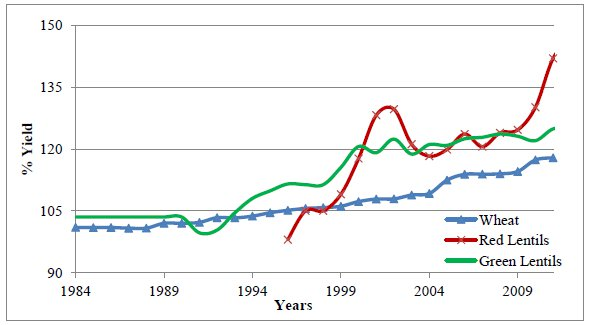 150
135
120
105
90
% Yield
1984 1989 1994 1999 2004 2009
Years
Wheat
Red Lentils
Green Lentils